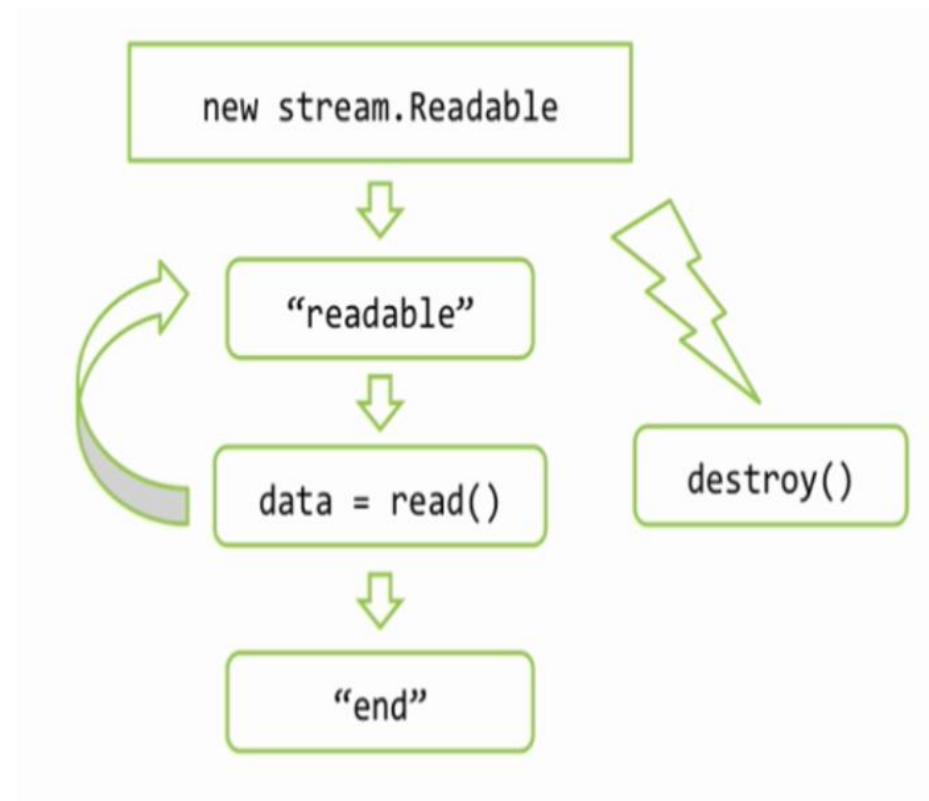 new stream.Readable
“readable”
data = read()
destroy()
“end”